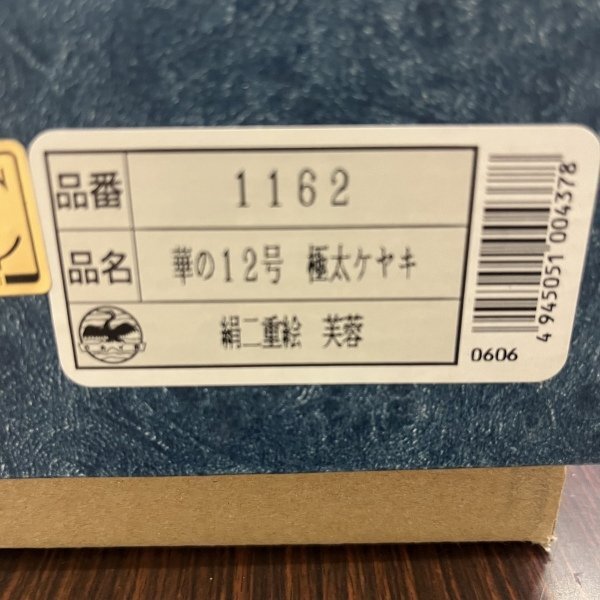 品番 1162
品名 華の12号 極太ケヤキ
絹二重絵 芙蓉
4 945051 004378
0606